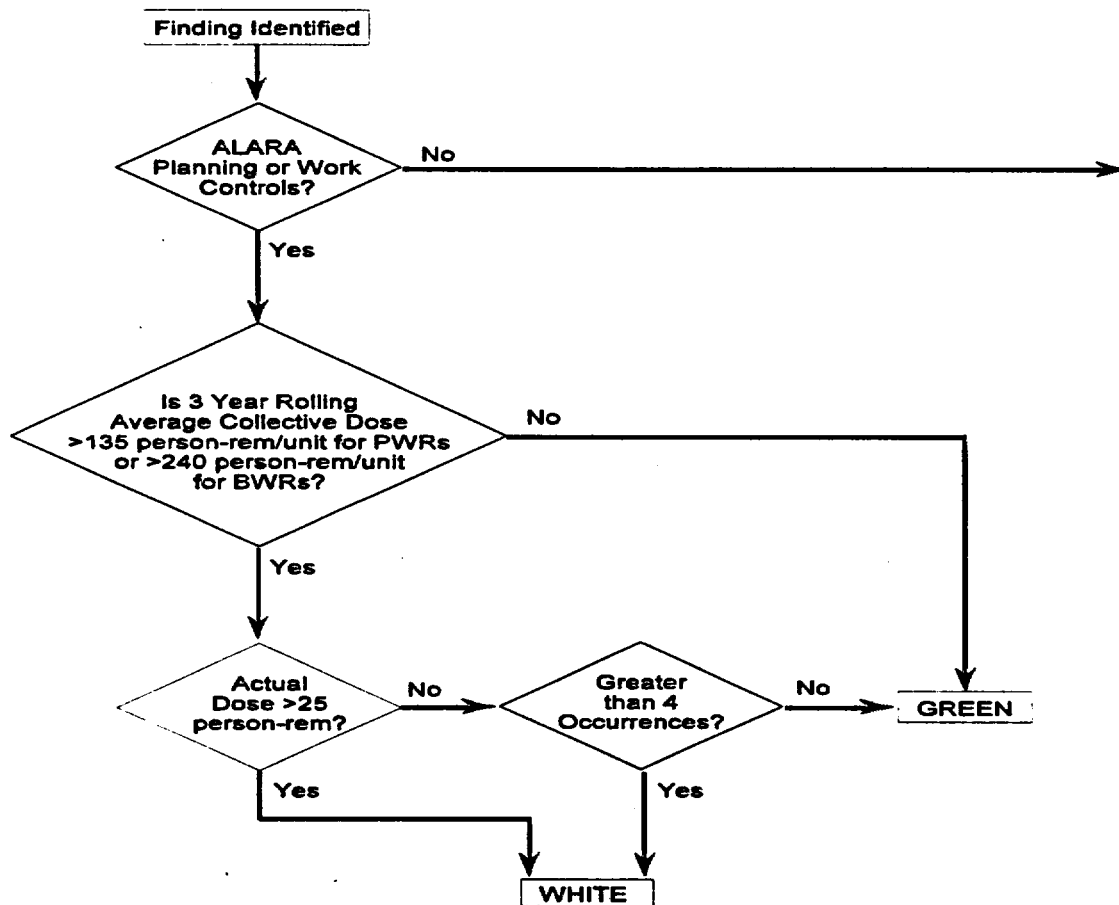 Finding Identified
ALARA
Planning or Work
Controls?
No
Yes
Is 3 Year Rolling
Average Collective Dose
>135 person-rem/unit for PWRs
or >240 person-rem/unit
for BWRs?
No
Yes
Actual
Dose >25
person-rem?
No
Greater
than 4
Occurrences?
No
GREEN
Yes
Yes
WHITE